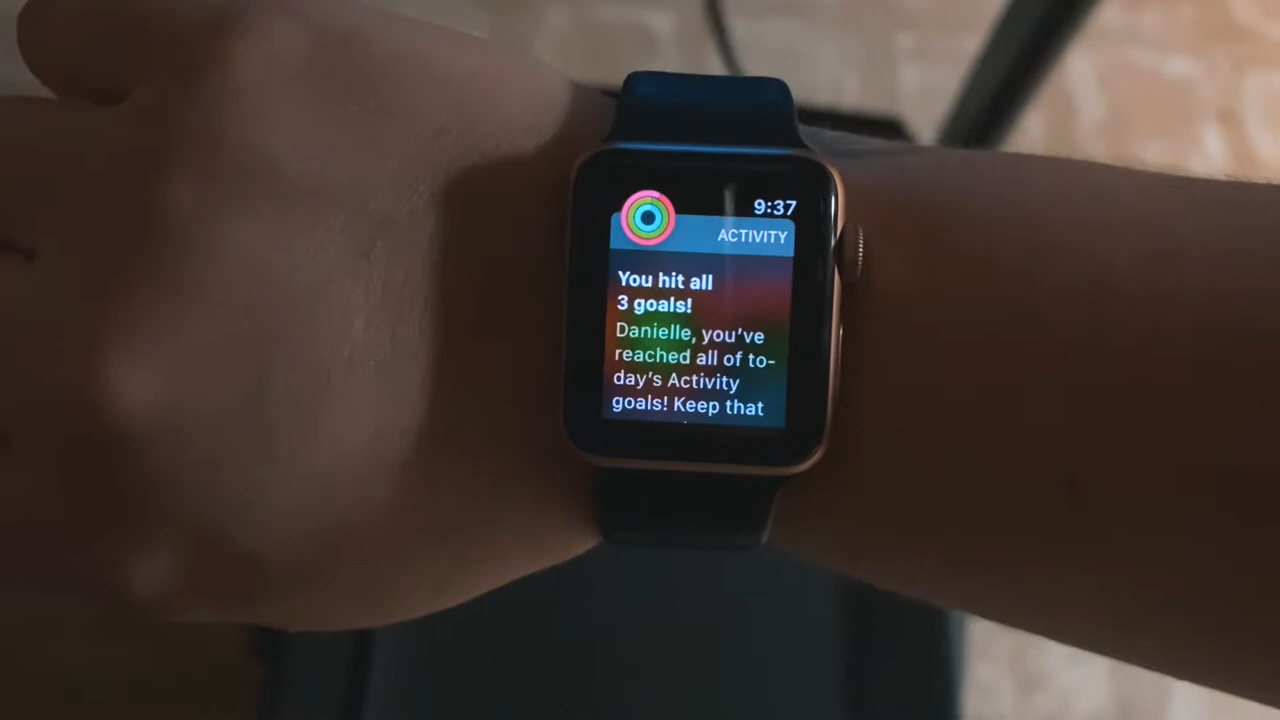 9:37
ACTIVITY
You hit all
3 goals!
Danielle, you've
reached all of to-
day's Activity
goals! Keep that